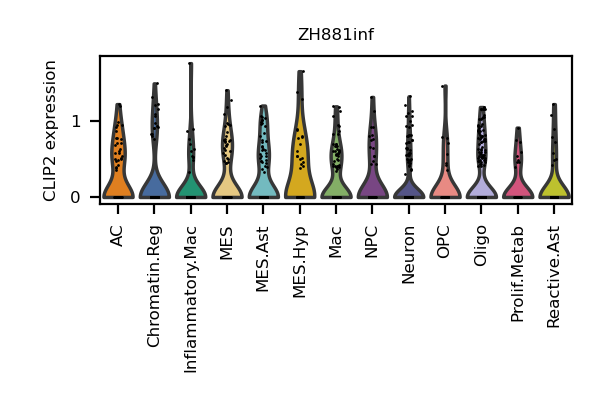 ZH881inf
CLIP2 expression
1
0
AC
Chromatin.Reg
Inflammatory.Mac
MES
MES.Ast
MES.Hyp
Mac
NPC
Neuron
OPC
Oligo
Prolif.Metab
Reactive.Ast